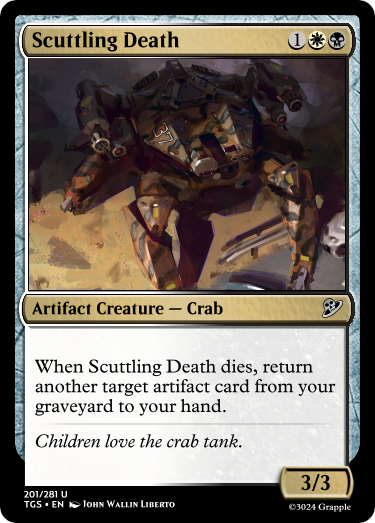 Scuttling Death 1
37
Artifact Creature — Crab
When Scuttling Death dies, return
another target artifact card from your
graveyard to your hand.
Children love the crab tank.
3/3
201/281 U
TGS • EN John Wallin Liberto
©3024 Grapple